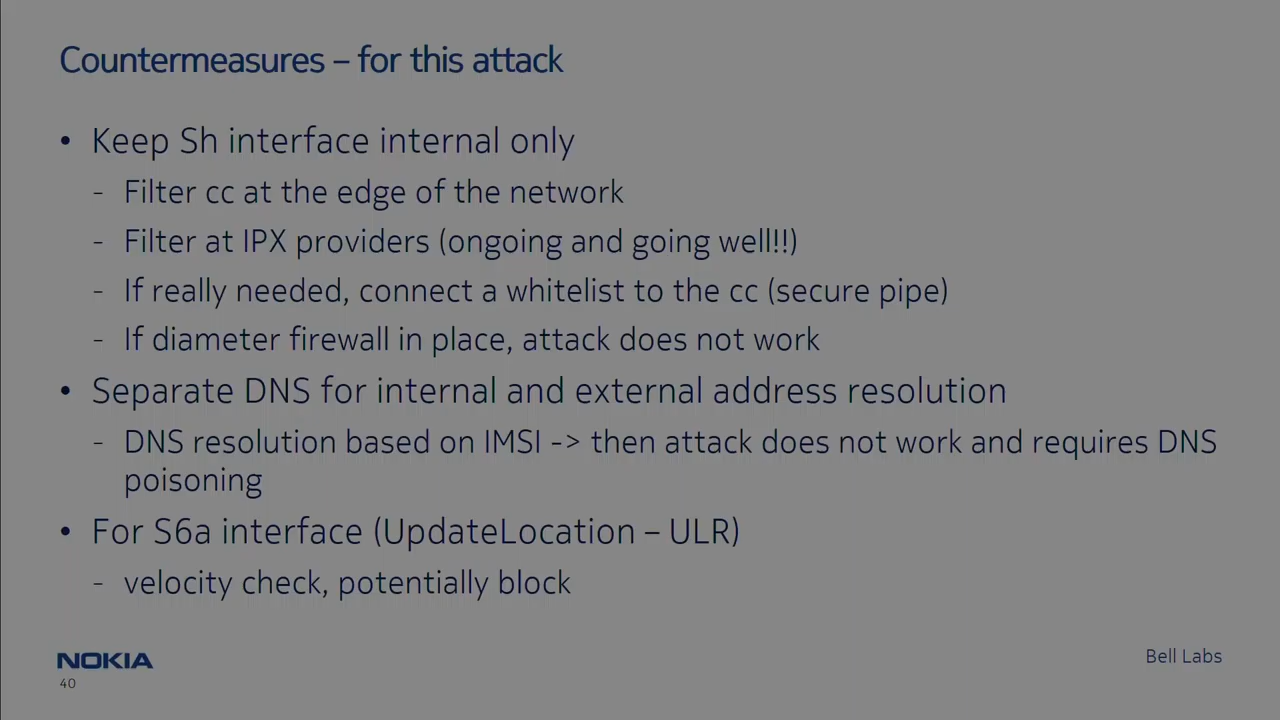 Countermeasures – for this attack
• Keep Sh interface internal only
- Filter cc at the edge of the network
- Filter at IPX providers (ongoing and going well!!)
- If really needed, connect a whitelist to the cc (secure pipe)
- If diameter firewall in place, attack does not work
• Separate DNS for internal and external address resolution
- DNS resolution based on IMSI -> then attack does not work and requires DNS
poisoning
• For S6a interface (UpdateLocation – ULR)
- velocity check, potentially block
NOKIA
Bell Labs
40